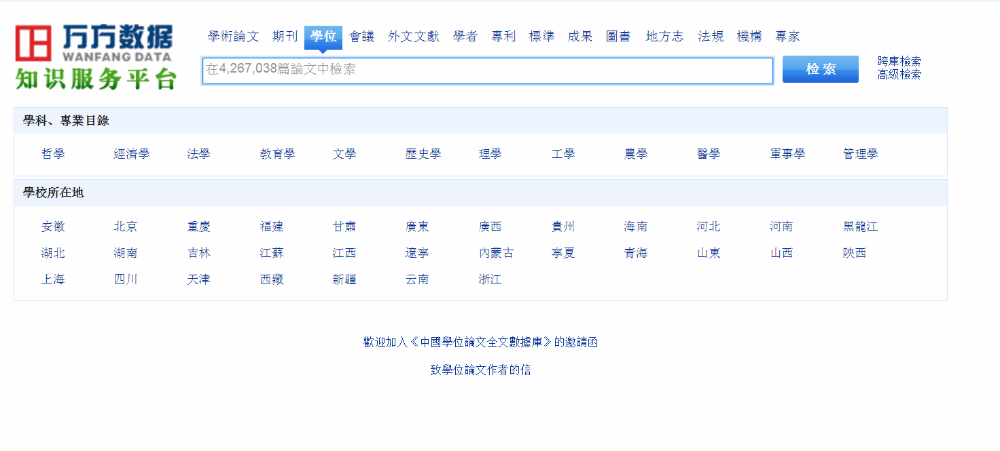 万方数据
WANFANG DATA
知识服务平台
學術論文 期刊 學位 會議 外文文獻 學者 專利 標準 成果 圖書 地方志 法規 機構 專家
在4,267,038篇論文中檢索
檢索
跨庫檢索
高級檢索
學科、專業目錄
哲學 經濟學 法學 教育學 文學 歷史學 理學 工學 農學 醫學 軍事學 管理學
學校所在地
安徽 北京 重慶 福建 甘肅 廣東 廣西 貴州 海南 河北 河南 黑龍江
湖北 湖南 吉林 江蘇 江西 遼寧 內蒙古 寧夏 青海 山東 山西 陝西
上海 四川 天津 西藏 新疆 云南 浙江
歡迎加入《中國學位論文全文數據庫》的邀請函
致學位論文作者的信